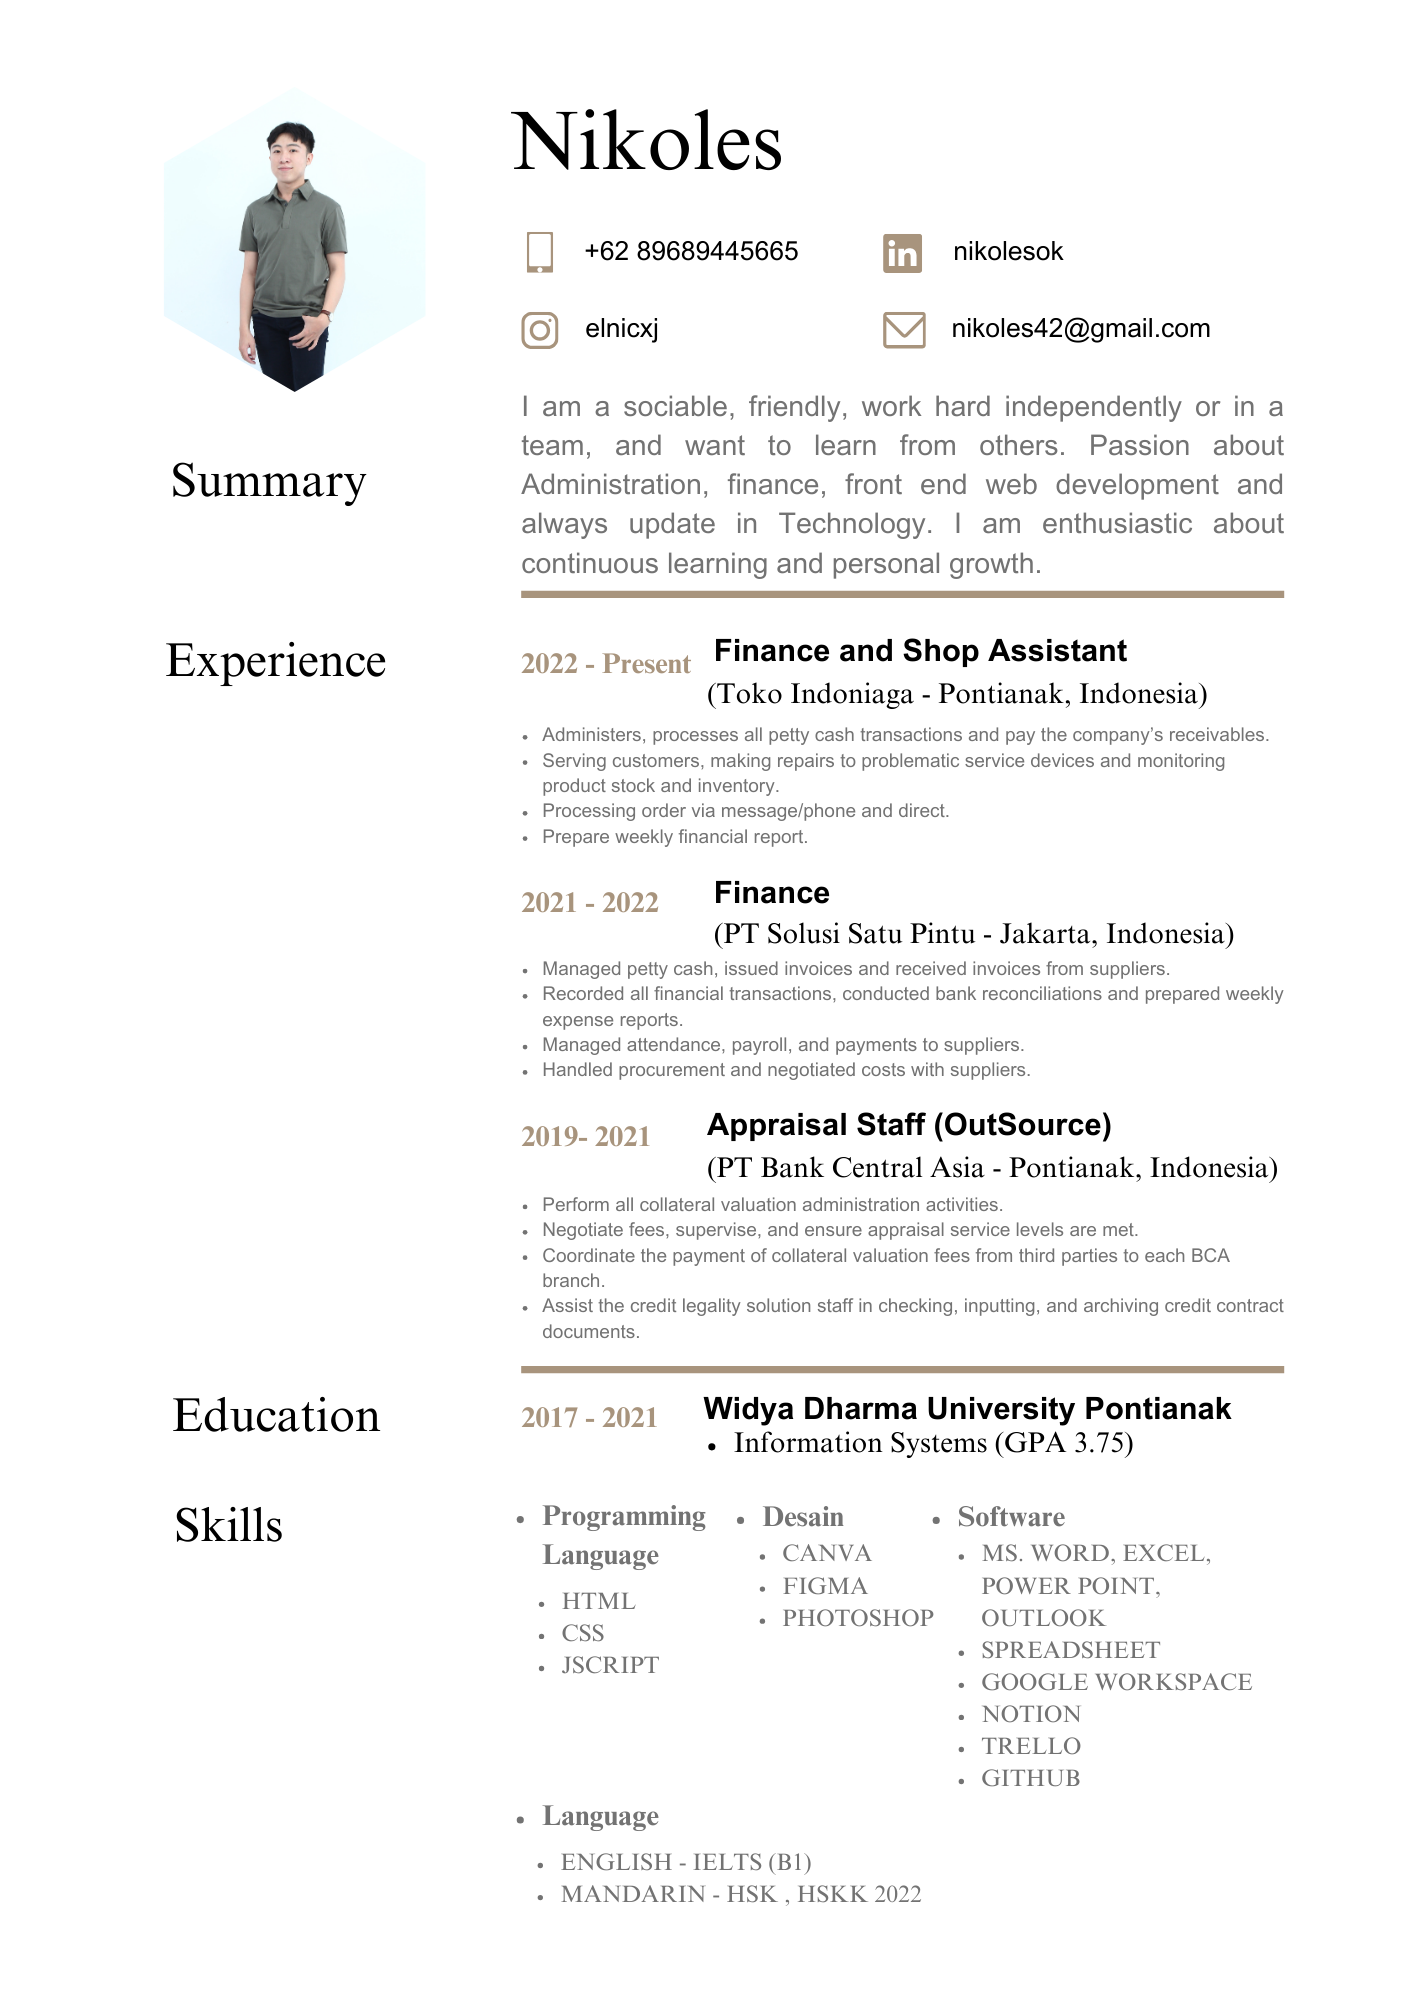 Nikoles
+62 89689445665
nikolesok
elnicxj
nikoles42@gmail.com
Summary
I am a sociable, friendly, work hard independently or in a
team, and want to learn from others. Passion about
Administration, finance, front end web development and
always update in Technology. I am enthusiastic about
continuous learning and personal growth.
Experience
2022 - Present
Finance and Shop Assistant
(Toko Indoniaga - Pontianak, Indonesia)
• Administers, processes all petty cash transactions and pay the company’s receivables.
• Serving customers, making repairs to problematic service devices and monitoring
product stock and inventory.
• Processing order via message/phone and direct.
• Prepare weekly financial report.
2021 - 2022
Finance
(PT Solusi Satu Pintu - Jakarta, Indonesia)
• Managed petty cash, issued invoices and received invoices from suppliers.
• Recorded all financial transactions, conducted bank reconciliations and prepared weekly
expense reports.
• Managed attendance, payroll, and payments to suppliers.
• Handled procurement and negotiated costs with suppliers.
2019- 2021
Appraisal Staff (OutSource)
(PT Bank Central Asia - Pontianak, Indonesia)
• Perform all collateral valuation administration activities.
• Negotiate fees, supervise, and ensure appraisal service levels are met.
• Coordinate the payment of collateral valuation fees from third parties to each BCA
branch.
• Assist the credit legality solution staff in checking, inputting, and archiving credit contract
documents.
Education
2017 - 2021
Widya Dharma University Pontianak
• Information Systems (GPA 3.75)
Skills
• Programming
Language
• HTML
• CSS
• JSCRIPT
• Desain
• CANVA
• FIGMA
• PHOTOSHOP
• Software
• MS. WORD, EXCEL,
POWER POINT,
OUTLOOK
• SPREADSHEET
• GOOGLE WORKSPACE
• NOTION
• TRELLO
• GITHUB
• Language
• ENGLISH - IELTS (B1)
• MANDARIN - HSK , HSKK 2022